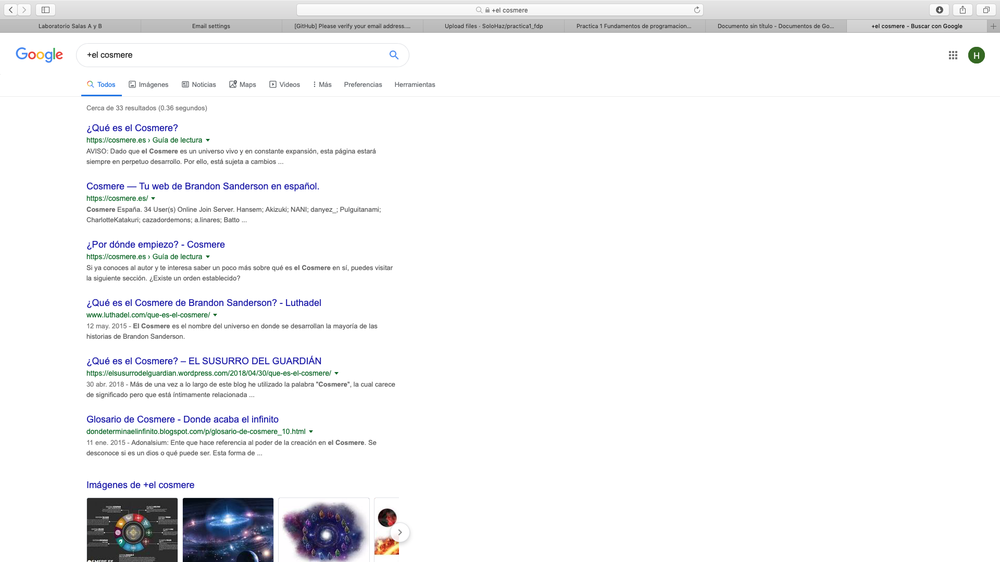 +el cosmere
Laboratorio Salas A y B
Email settings
[GitHub] Please verify your email address....
Upload files · SoloHaz/practica1_fdp
Practica 1 Fundamentos de programacion...
Documento sin título - Documentos de Go...
+el cosmere - Buscar con Google
Google
+el cosmere
H
Todos
Imágenes
Noticias
Maps
Videos
Más
Preferencias
Herramientas
Cerca de 33 resultados (0.36 segundos)
¿Qué es el Cosmere?
https://cosmere.es › Guía de lectura
AVISO: Dado que el Cosmere es un universo vivo y en constante expansión, esta página estará
siempre en perpetuo desarrollo. Por ello, está sujeta a cambios ...
Cosmere — Tu web de Brandon Sanderson en español.
https://cosmere.es/
Cosmere España. 34 User(s) Online Join Server. Hansem; Akizuki; NANI; danyez_; Pulguitanami;
CharlotteKatakuri; cazadordemons; a.linares; Batto ...
¿Por dónde empiezo? - Cosmere
https://cosmere.es › Guía de lectura
Si ya conoces al autor y te interesa saber un poco más sobre qué es el Cosmere en sí, puedes visitar
la siguiente sección. ¿Existe un orden establecido?
¿Qué es el Cosmere de Brandon Sanderson? - Luthadel
www.luthadel.com/que-es-el-cosmere/
12 may. 2015 - El Cosmere es el nombre del universo en donde se desarrollan la mayoría de las
historias de Brandon Sanderson.
¿Qué es el Cosmere? – EL SUSURRO DEL GUARDIÁN
https://elsusurrodelguardian.wordpress.com/2018/04/30/que-es-el-cosmere/
30 abr. 2018 - Más de una vez a lo largo de este blog he utilizado la palabra "Cosmere", la cual carece
de significado pero que está íntimamente relacionada ...
Glosario de Cosmere - Donde acaba el infinito
dondeterminaelinfinito.blogspot.com/p/glosario-de-cosmere_10.html
11 ene. 2015 - Adonalsium: Ente que hace referencia al poder de la creación en el Cosmere. Se
desconoce si es un dios o qué puede ser. Esta forma de ...
Imágenes de +el cosmere